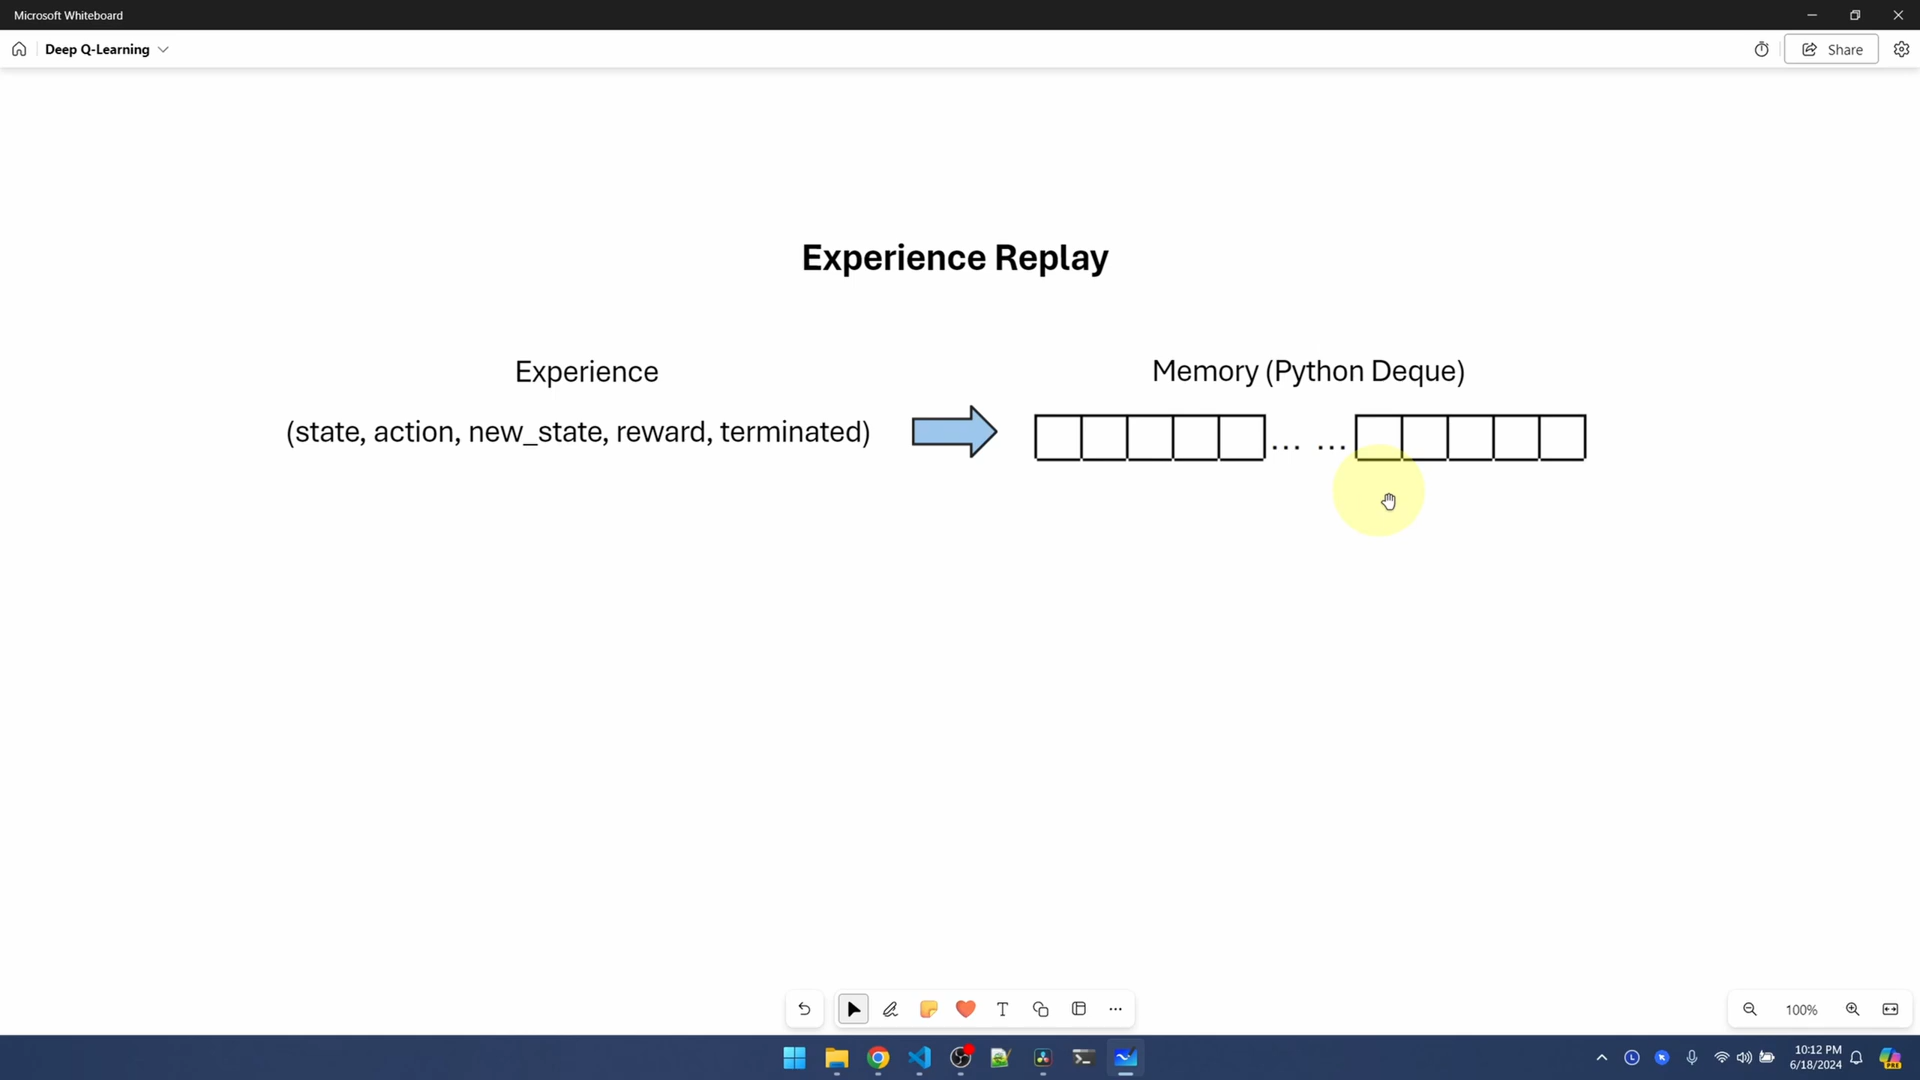 Microsoft Whiteboard
Deep Q-Learning
Share
Experience Replay
Experience
Memory (Python Deque)
(state, action, new_state, reward, terminated)
... ...
100%
10:12 PM
6/18/2024